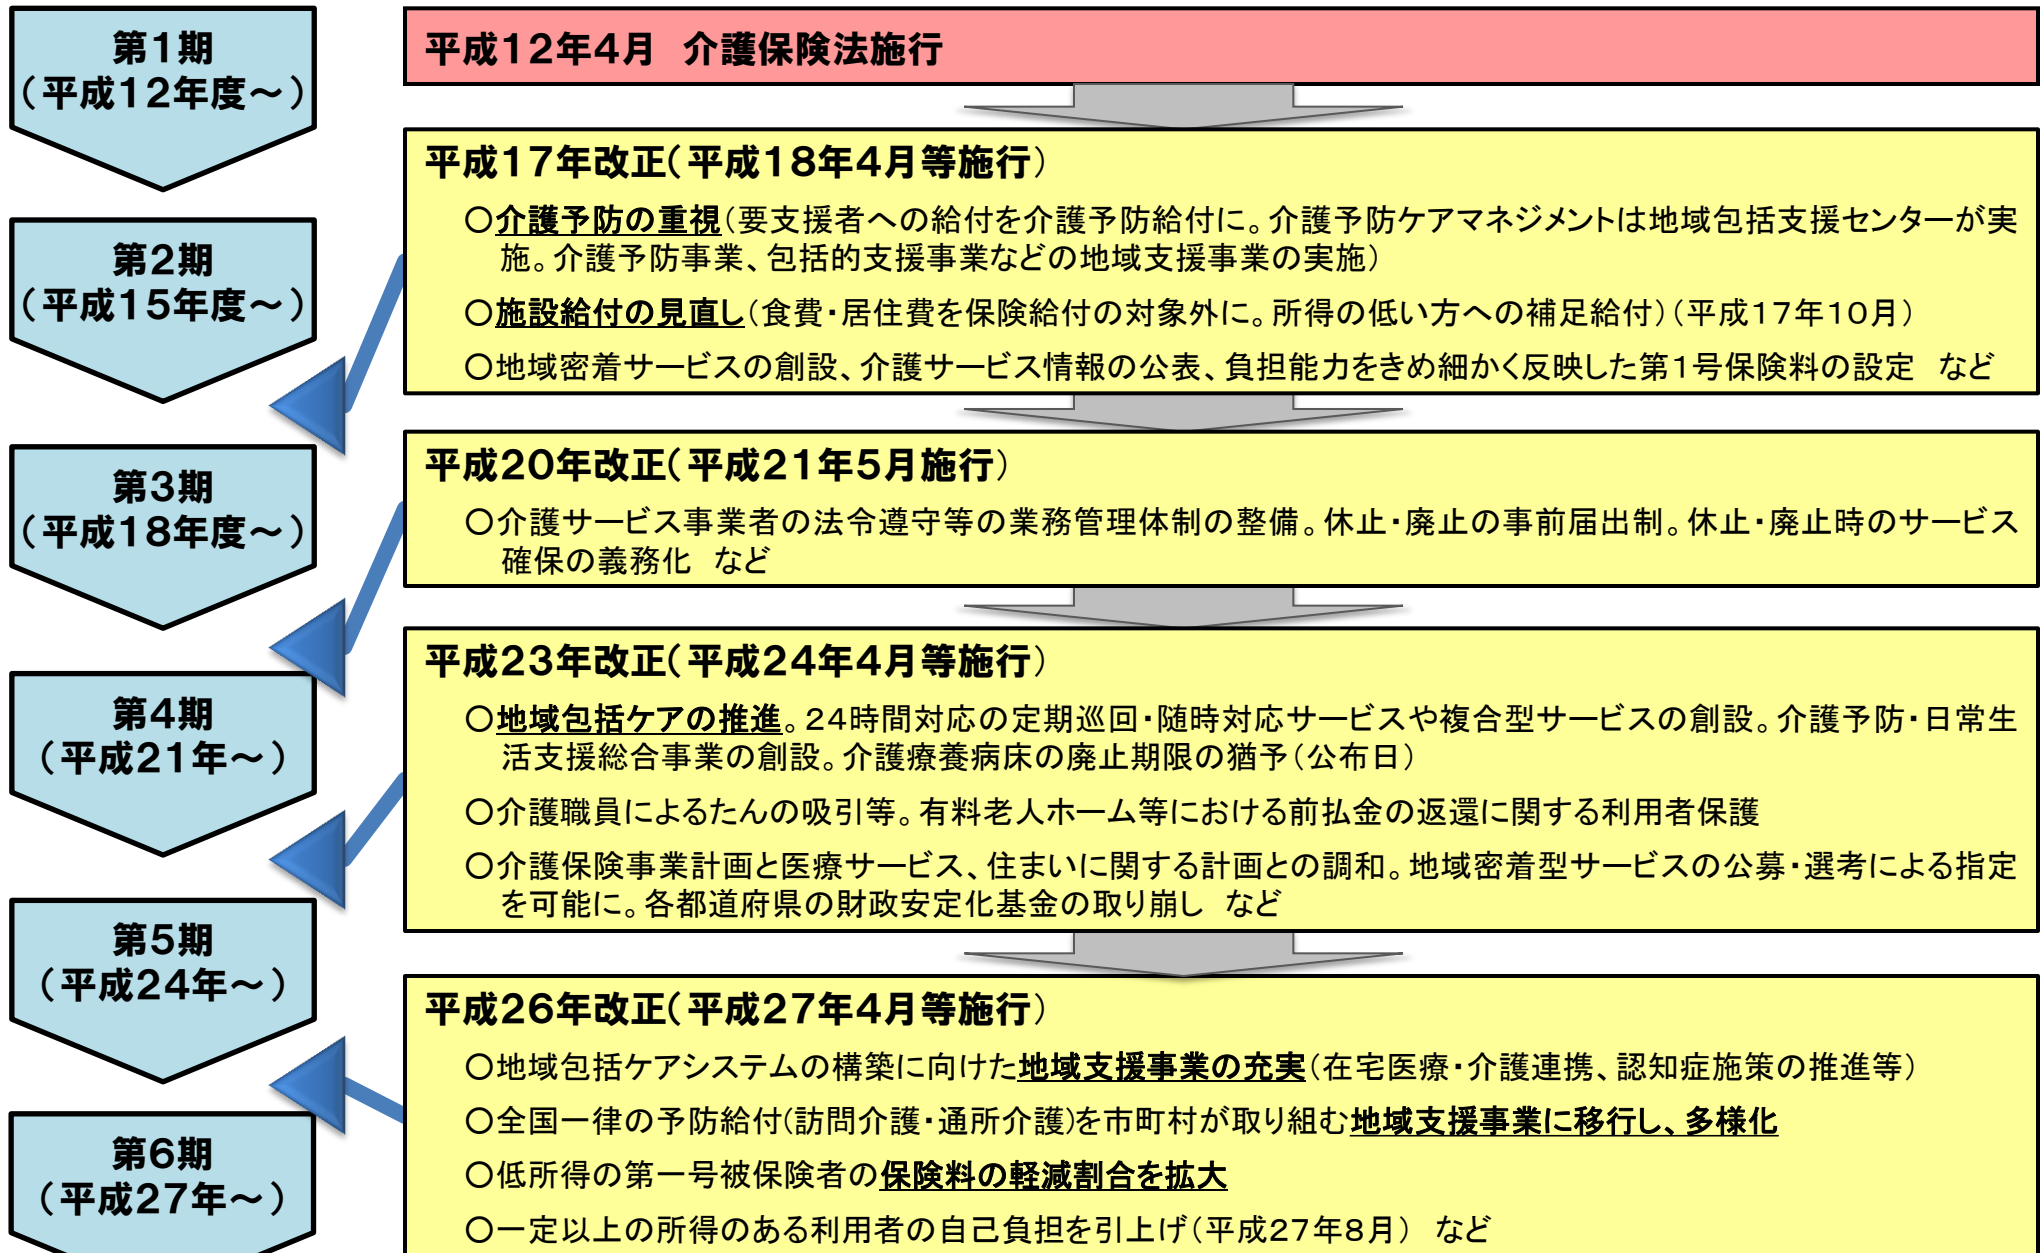 第1期
（平成12年度～）
第2期
（平成15年度～）
第3期
（平成18年度～）
第4期
（平成21年～）
第5期
（平成24年～）
第6期
（平成27年～）
平成12年4月　介護保険法施行
平成17年改正（平成18年4月等施行）
○介護予防の重視（要支援者への給付を介護予防給付に。介護予防ケアマネジメントは地域包括支援センターが実
施。介護予防事業、包括的支援事業などの地域支援事業の実施）
○施設給付の見直し（食費・居住費を保険給付の対象外に。所得の低い方への補足給付）（平成17年10月）
○地域密着サービスの創設、介護サービス情報の公表、負担能力をきめ細かく反映した第1号保険料の設定　など
平成20年改正（平成21年5月施行）
○介護サービス事業者の法令遵守等の業務管理体制の整備。休止・廃止の事前届出制。休止・廃止時のサービス
確保の義務化　など
平成23年改正（平成24年4月等施行）
○地域包括ケアの推進。24時間対応の定期巡回・随時対応サービスや複合型サービスの創設。介護予防・日常生
活支援総合事業の創設。介護療養病床の廃止期限の猶予（公布日）
○介護職員によるたんの吸引等。有料老人ホーム等における前払金の返還に関する利用者保護
○介護保険事業計画と医療サービス、住まいに関する計画との調和。地域密着型サービスの公募・選考による指定
を可能に。各都道府県の財政安定化基金の取り崩し　など
平成26年改正（平成27年4月等施行）
○地域包括ケアシステムの構築に向けた地域支援事業の充実（在宅医療・介護連携、認知症施策の推進等）
○全国一律の予防給付(訪問介護・通所介護)を市町村が取り組む地域支援事業に移行し、多様化
○低所得の第一号被保険者の保険料の軽減割合を拡大
○一定以上の所得のある利用者の自己負担を引上げ（平成27年8月）　など